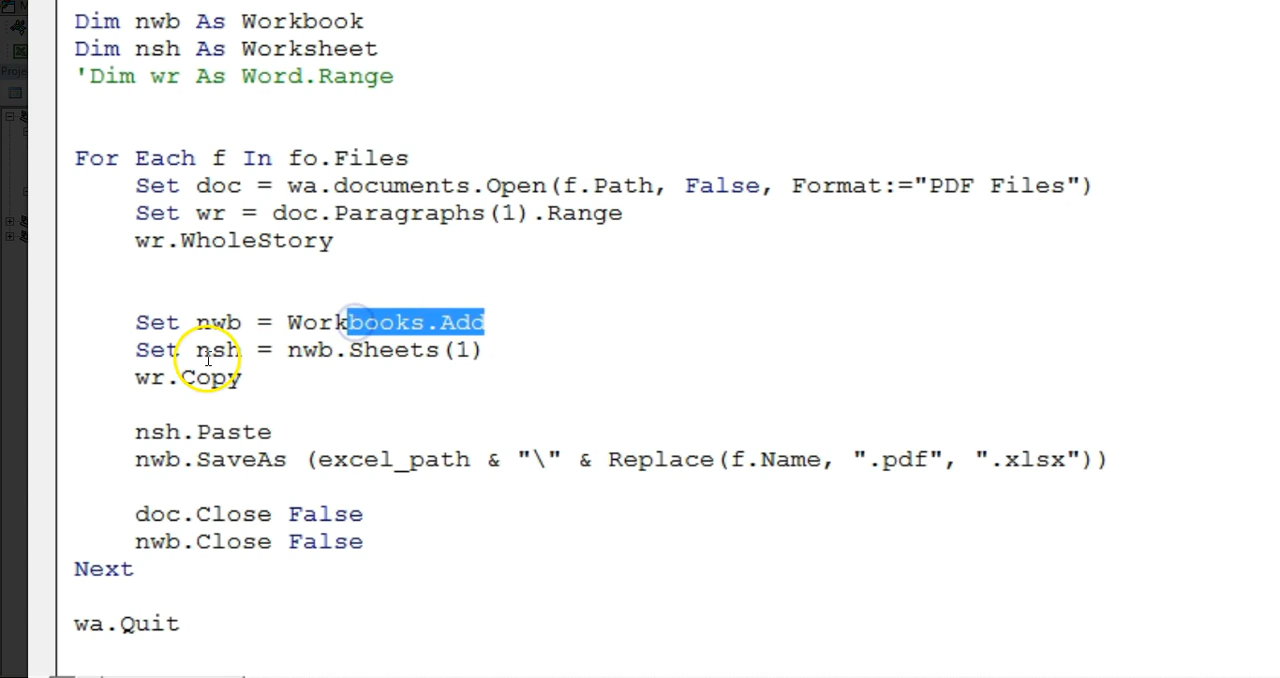 Dim nwb As Workbook
Dim nsh As Worksheet
'Dim wr As Word.Range
For Each f In fo.Files
Set doc = wa.documents.Open(f.Path, False, Format:="PDF Files")
Set wr = doc.Paragraphs(1).Range
wr.WholeStory
Set nwb = Workbooks.Add
Set nsh = nwb.Sheets(1)
wr.Copy
nsh.Paste
nwb.SaveAs (excel_path & "\" & Replace(f.Name, ".pdf", ".xlsx"))
doc.Close False
nwb.Close False
Next
wa.Quit